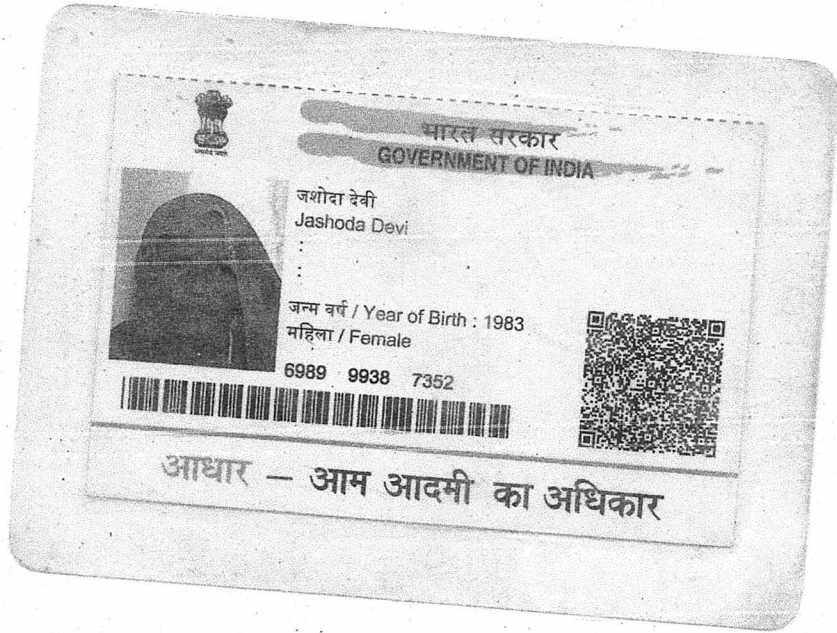 भारत सरकार
GOVERNMENT OF INDIA
जशोदा देवी
Jashoda Devi
:
:
जन्म वर्ष / Year of Birth : 1983
महिला / Female
6989 9938 7352
आधार – आम आदमी का अधिकार